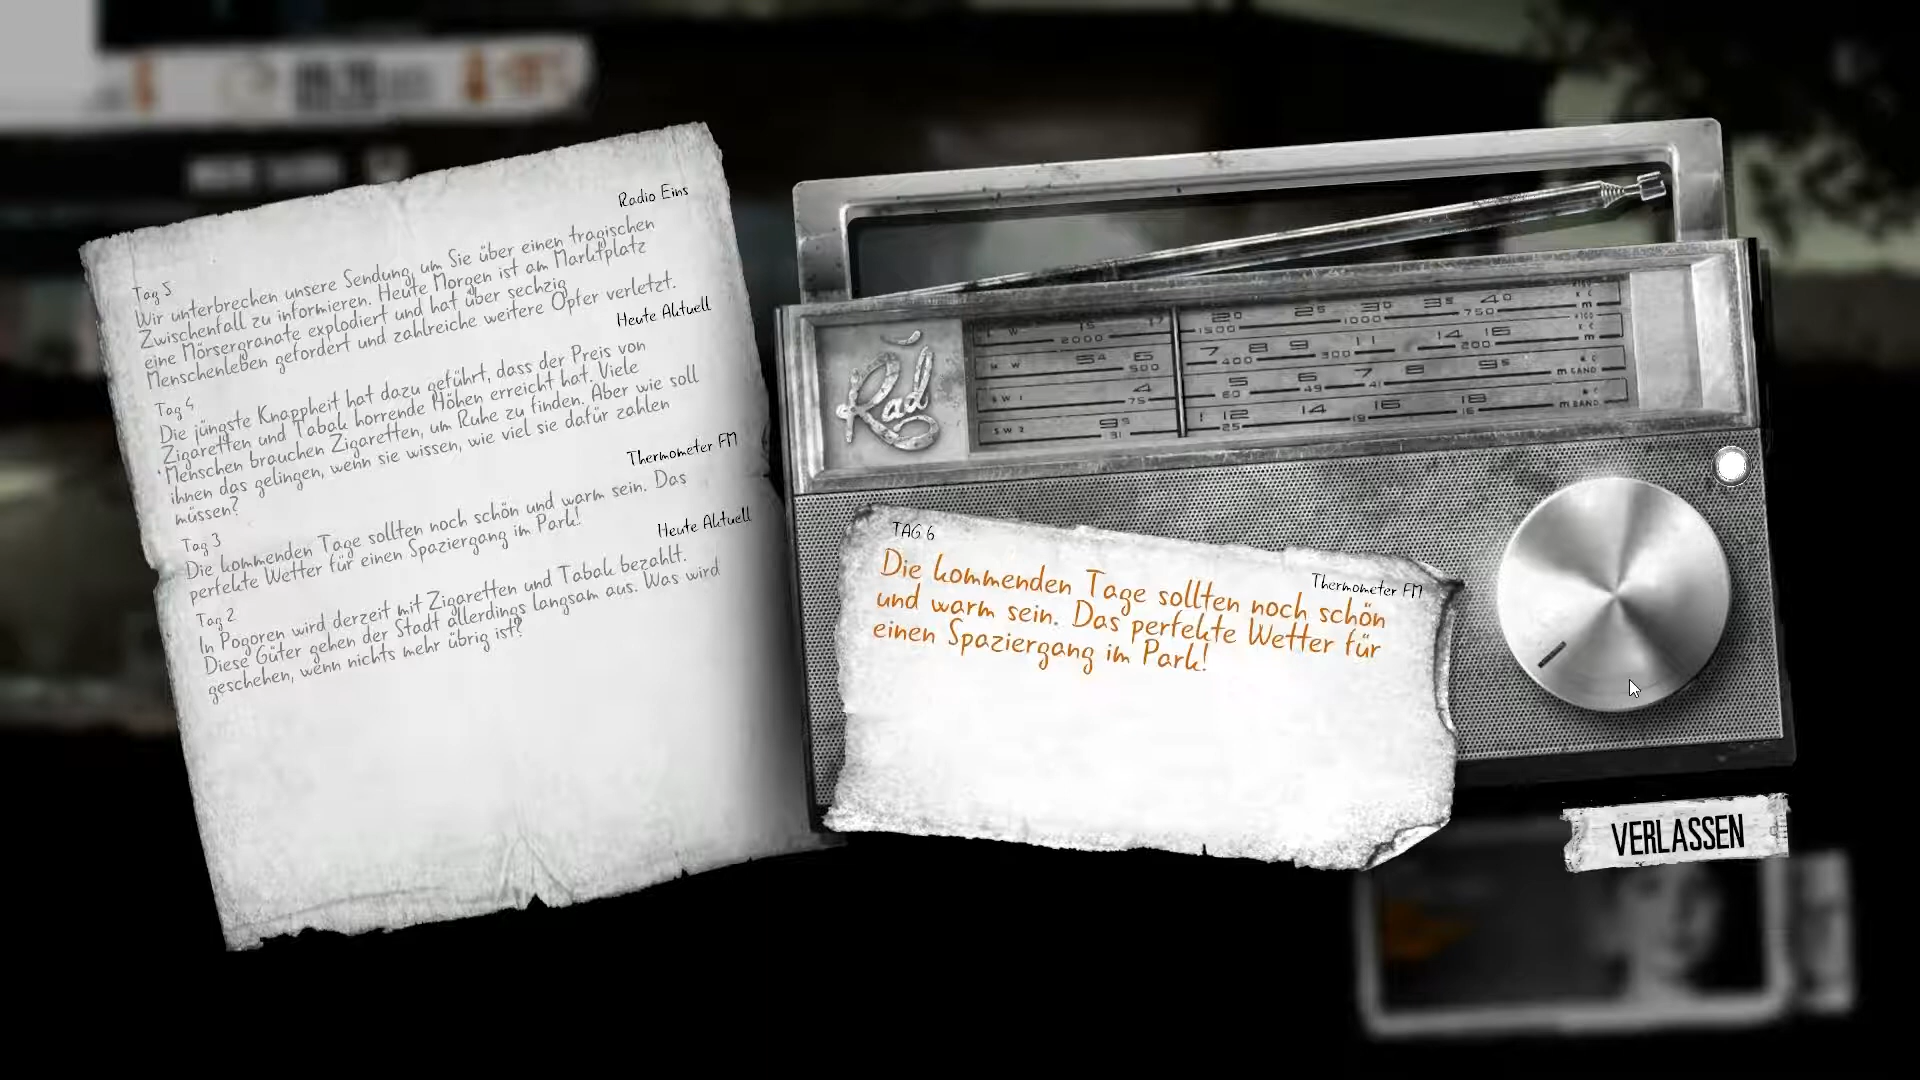 Radio Eins
Tag 5
Wir unterbrechen unsere Sendung, um Sie über einen tragischen
Zwischenfall zu informieren. Heute Morgen ist am Marktplatz
eine Mörsergranate explodiert und hat über sechzig
Menschenleben gefordert und zahlreiche weitere Opfer verletzt.
Heute Aktuell
Tag 4
Die jüngste Knappheit hat dazu geführt, dass der Preis von
Zigaretten und Tabak horrende Höhen erreicht hat. Viele
Menschen brauchen Zigaretten, um Ruhe zu finden. Aber wie soll
ihnen das gelingen, wenn sie wissen, wie viel sie dafür zahlen
müssen?
Thermometer FM
Tag 3
Die kommenden Tage sollten noch schön und warm sein. Das
perfekte Wetter für einen Spaziergang im Park!
Heute Aktuell
Tag 2
In Pogoren wird derzeit mit Zigaretten und Tabak bezahlt.
Diese Güter gehen der Stadt allerdings langsam aus. Was wird
geschehen, wenn nichts mehr übrig ist?
Rad
TAG 6
Thermometer FM
Die kommenden Tage sollten noch schön
und warm sein. Das perfekte Wetter für
einen Spaziergang im Park!
VERLASSEN